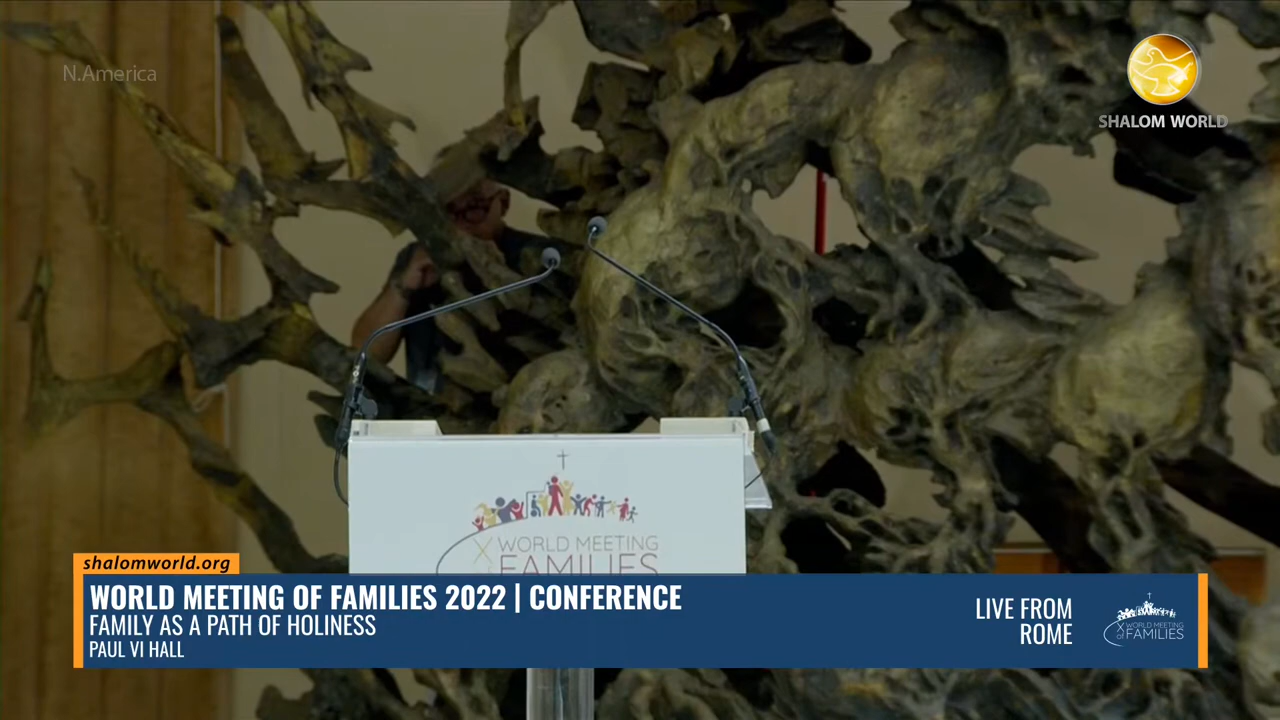 N.America
SHALOM WORLD
X WORLD MEETING
FAMILIES
shalomworld.org
WORLD MEETING OF FAMILIES 2022 | CONFERENCE
FAMILY AS A PATH OF HOLINESS
PAUL VI HALL
LIVE FROM
ROME
X WORLD MEETING
of FAMILIES